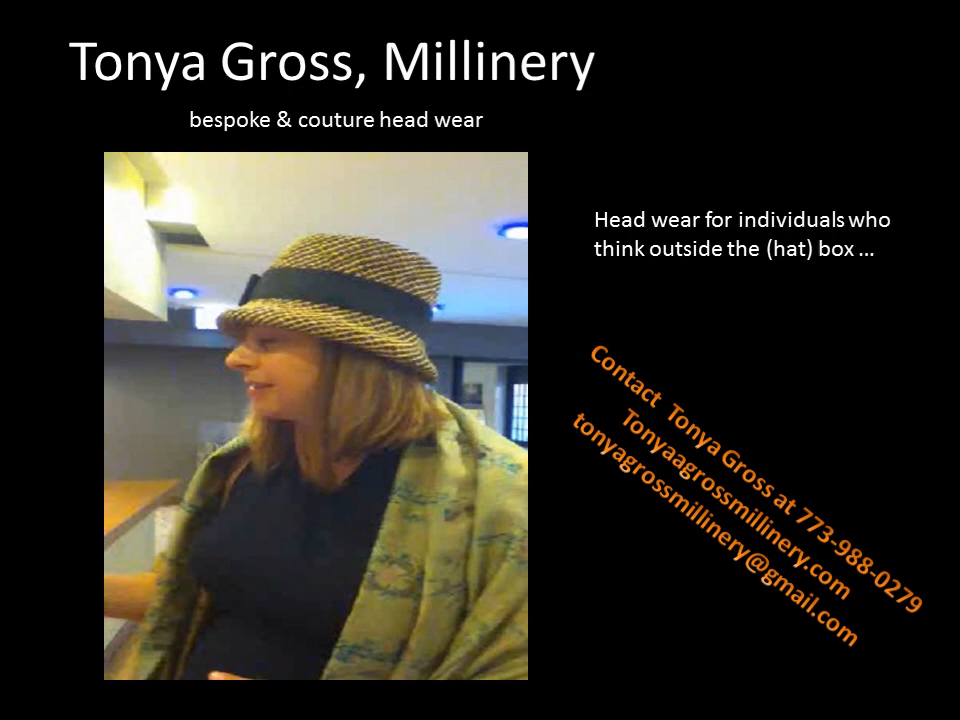 Tonya Gross, Millinery
bespoke & couture head wear
Head wear for individuals who
think outside the (hat) box ...
Contact  Tonya Gross at 773-988-0279
Tonyaagrossmillinery.com
tonyagrossmillinery@gmail.com